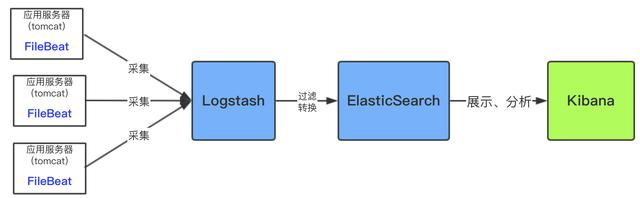 应用服务器
（tomcat）
FileBeat
应用服务器
（tomcat）
FileBeat
应用服务器
（tomcat）
FileBeat
采集
采集
采集
Logstash
过滤
转换
ElasticSearch
展示、分析
Kibana